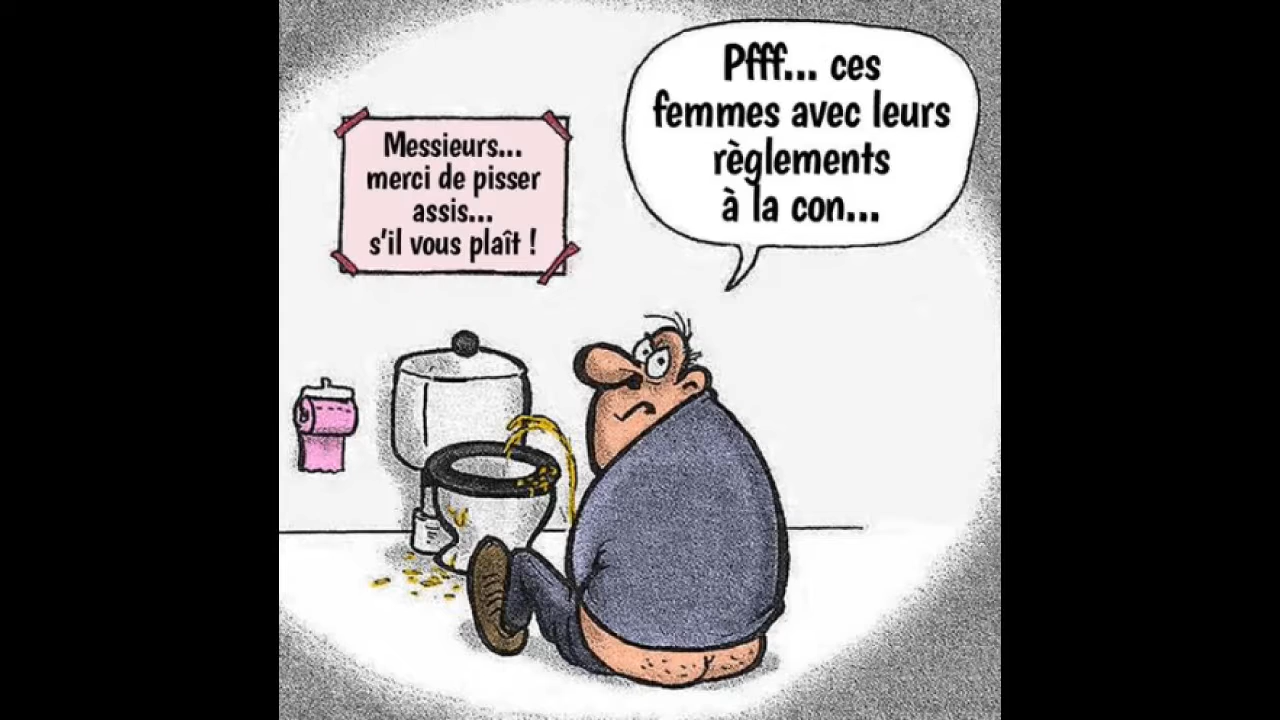 Messieurs...
merci de pisser
assis...
s'il vous plaît !
Pfff... ces
femmes avec leurs
règlements
à la con...